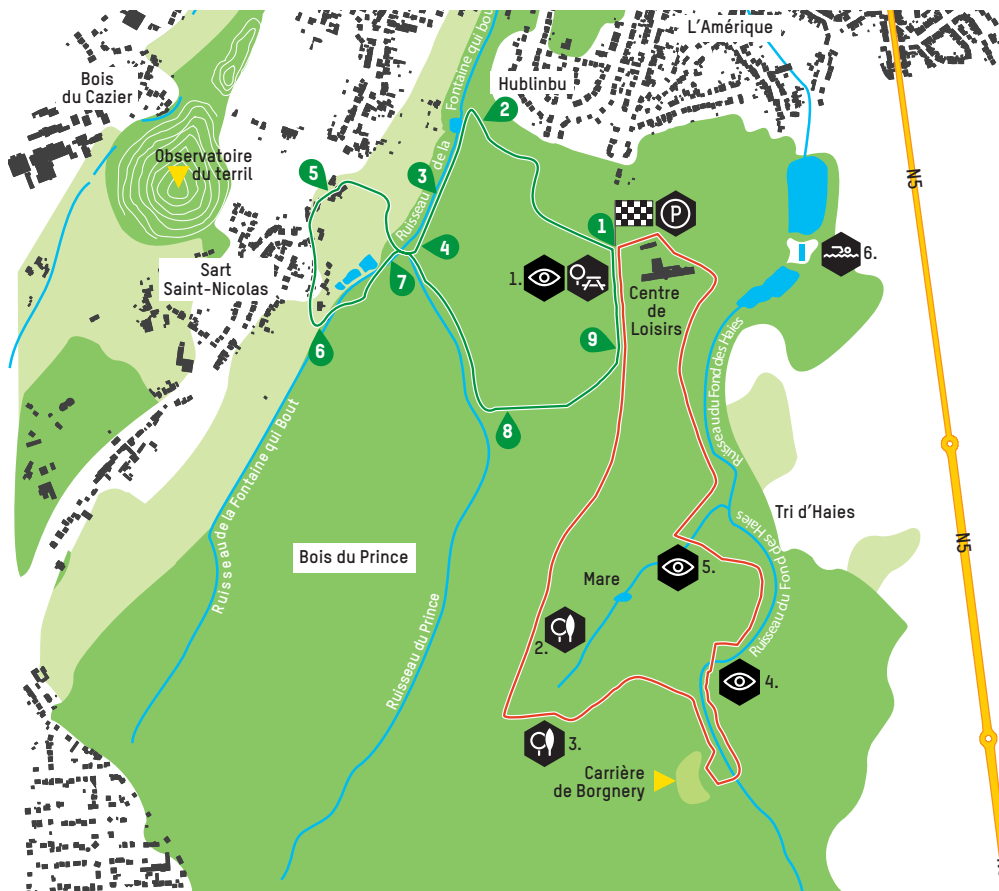 L'Amérique
Bois
du Cazier
Fontaine qui bou
Hublinbu
2
Observatoire
du terril
5
3
Ruisseau de la
N5
P
1
4
6.
1.
Sart
Saint-Nicolas
7
Centre
de
Loisirs
6
9
Ruisseau du Fond des Haies
8
Ruisseau de la Fontaine qui Bout
Tri d'Haies
Ruisseau du Fond des Haies
N5
Bois du Prince
5.
Mare
Ruisseau du Prince
2.
4.
3.
Carrière
de Borgnery